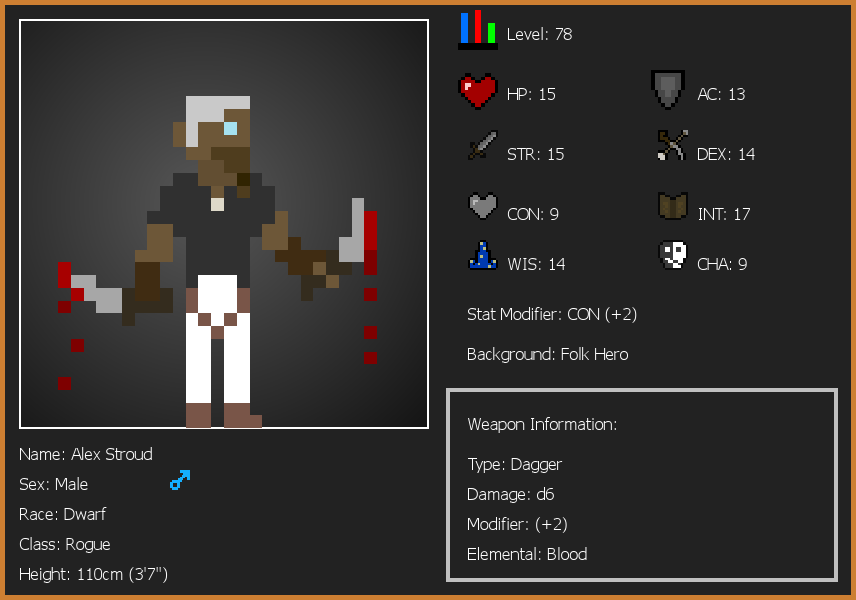 Level: 78
HP: 15
AC: 13
STR: 15
DEX: 14
CON: 9
INT: 17
WIS: 14
CHA: 9
Stat Modifier: CON (+2)
Background: Folk Hero
Weapon Information:
Type: Dagger
Damage: d6
Modifier: (+2)
Elemental: Blood
Name: Alex Stroud
Sex: Male
Race: Dwarf
Class: Rogue
Height: 110cm (3'7")